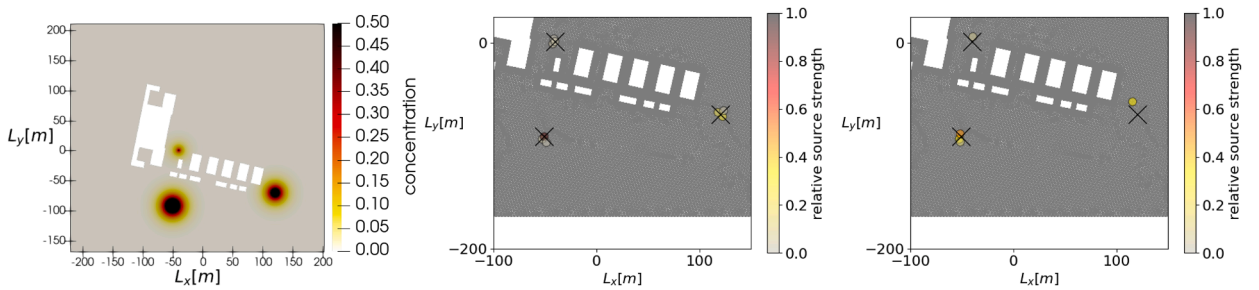 200
150
100
50
0
-50
-100
-150
L_y[m]
-200 -150 -100 -50 0 50 100 150 200
L_x[m]
0.50
0.45
0.40
0.35
0.30
0.25
0.20
0.15
0.10
0.05
0.00
concentration
0
−200
L_y[m]
−100 0 100
L_x[m]
1.0
0.8
0.6
0.4
0.2
0.0
relative source strength
0
−200
L_y[m]
−100 0 100
L_x[m]
1.0
0.8
0.6
0.4
0.2
0.0
relative source strength